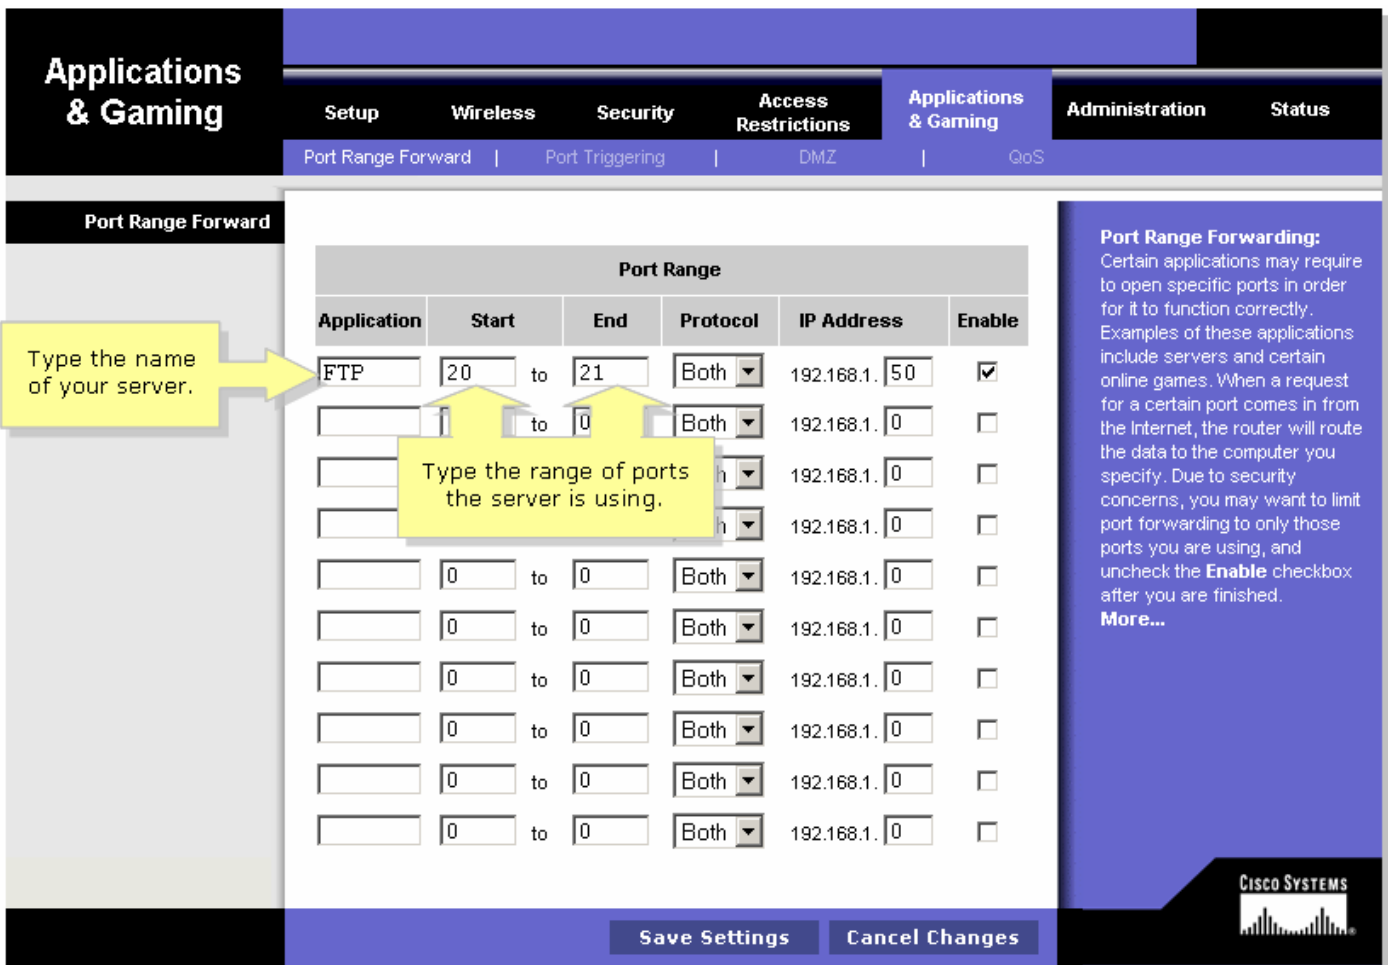 Applications
& Gaming
Setup Wireless Security Access Restrictions Applications & Gaming Administration Status
Port Range Forward | Port Triggering | DMZ | QoS
Port Range Forward
Port Range
Application Start End Protocol IP Address Enable
FTP 20 to 21 Both 192.168.1. 50
to 0 Both 192.168.1. 0
192.168.1. 0
192.168.1. 0
0 to 0 Both 192.168.1. 0
0 to 0 Both 192.168.1. 0
0 to 0 Both 192.168.1. 0
0 to 0 Both 192.168.1. 0
0 to 0 Both 192.168.1. 0
0 to 0 Both 192.168.1. 0
Type the name
of your server.
Type the range of ports
the server is using.
Port Range Forwarding:
Certain applications may require
to open specific ports in order
for it to function correctly.
Examples of these applications
include servers and certain
online games. When a request
for a certain port comes in from
the Internet, the router will route
the data to the computer you
specify. Due to security
concerns, you may want to limit
port forwarding to only those
ports you are using, and
uncheck the Enable checkbox
after you are finished.
More...
CISCO SYSTEMS
Save Settings Cancel Changes